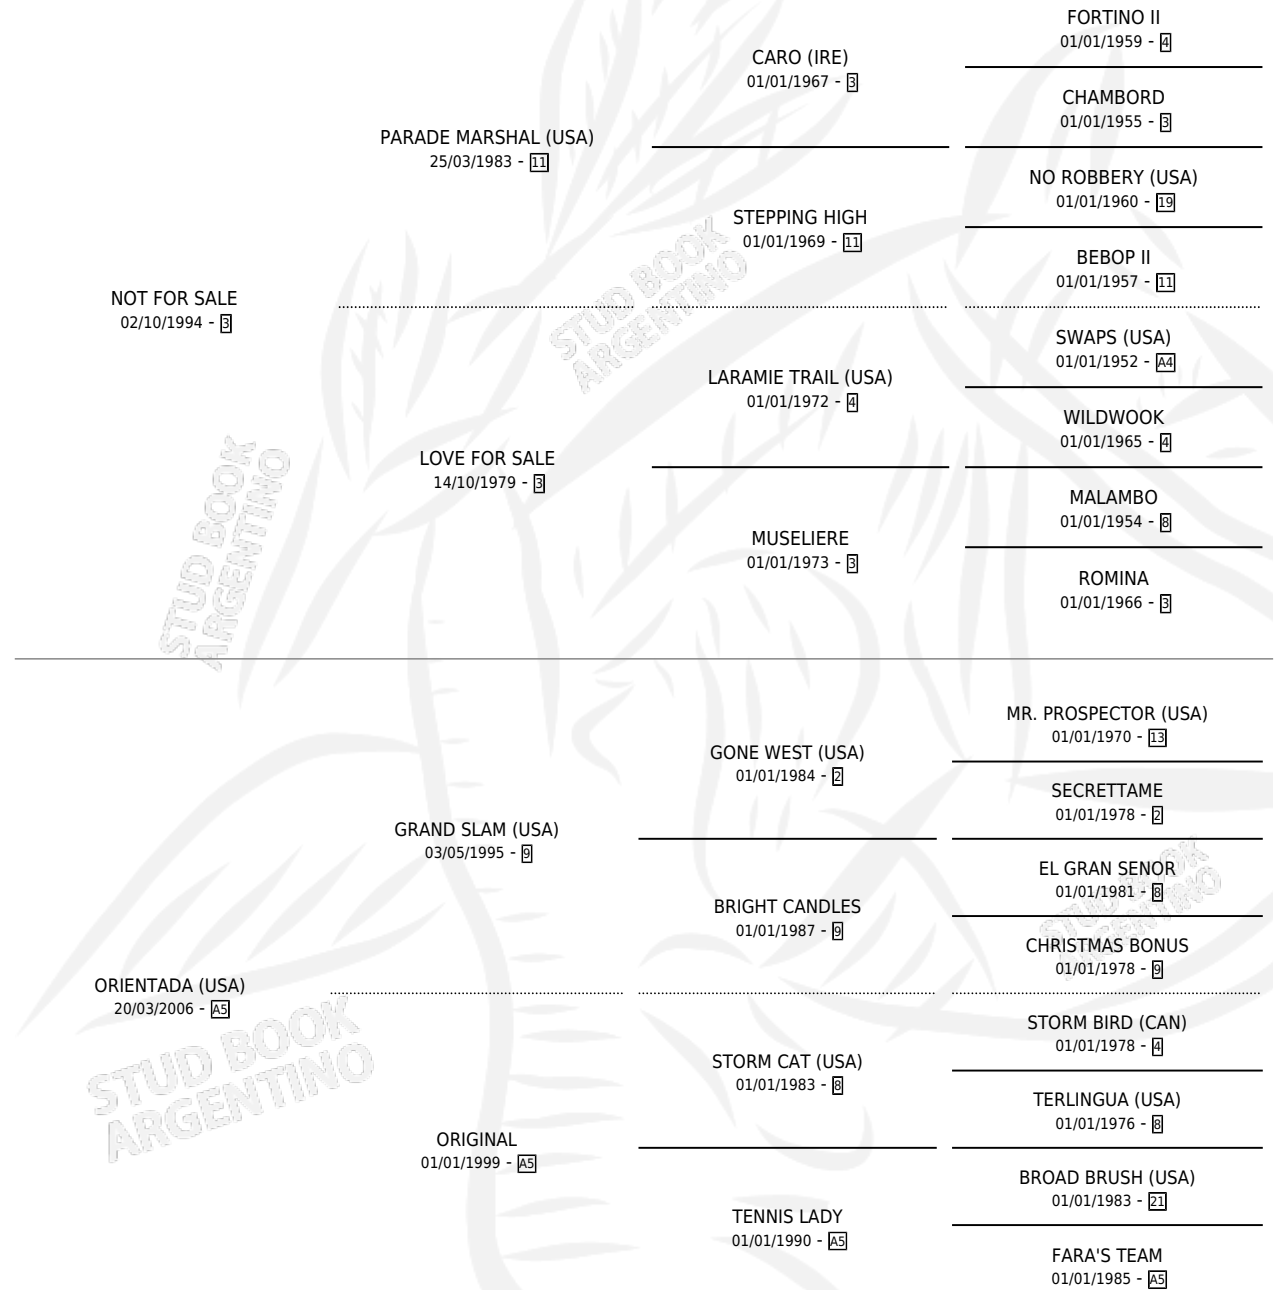 FORTINO II
01/01/1959 - 4
CARO (IRE)
01/01/1967 - 3
CHAMBORD
01/01/1955 - 3
PARADE MARSHAL (USA)
25/03/1983 - 11
NO ROBBERY (USA)
01/01/1960 - 19
STEPPING HIGH
01/01/1969 - 11
BEBOP II
01/01/1957 - 11
NOT FOR SALE
02/10/1994 - 3
SWAPS (USA)
01/01/1952 - A4
LARAMIE TRAIL (USA)
01/01/1972 - 4
WILDWOOK
01/01/1965 - 4
LOVE FOR SALE
14/10/1979 - 3
MALAMBO
01/01/1954 - 8
MUSELIERE
01/01/1973 - 3
ROMINA
01/01/1966 - 3
MR. PROSPECTOR (USA)
01/01/1970 - 13
GONE WEST (USA)
01/01/1984 - 2
SECRETTAME
01/01/1978 - 2
GRAND SLAM (USA)
03/05/1995 - 9
EL GRAN SENOR
01/01/1981 - 8
BRIGHT CANDLES
01/01/1987 - 9
CHRISTMAS BONUS
01/01/1978 - 9
ORIENTADA (USA)
20/03/2006 - A5
STORM BIRD (CAN)
01/01/1978 - 4
STORM CAT (USA)
01/01/1983 - 8
TERLINGUA (USA)
01/01/1976 - 8
ORIGINAL
01/01/1999 - A5
BROAD BRUSH (USA)
01/01/1983 - 21
TENNIS LADY
01/01/1990 - A5
FARA'S TEAM
01/01/1985 - A5
STUD BOOK
ARGENTINO
STUD BOOK
ARGENTINO
STUD BOOK
ARGENTINO
STUD BOOK
ARGENTINO